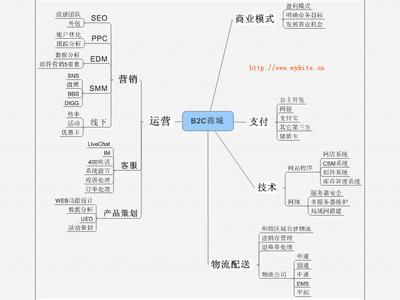 B2C商城
商业模式
盈利模式
明确业务目标
发展商业机会
http://www.mykite.cn
支付
自主开发
网银
支付宝
其它第三方
储值卡
技术
网站程序
网店系统
CSM系统
邮件系统
库存管理系统
网络
服务器安全
多服务器维护
局域网搭建
物流配送
所辖区域自建物流
进销存管理
退换货处理
物流公司
申通
圆通
中通
EMS
平邮
运营
营销
SEO
组建团队
外包
PPC
账户优化
跟踪分析
EDM
数据分析
邮件营销5要素
SMM
SNS
微博
BBS
DIGG
线下
传单
活动
优惠卡
客服
LiveChat
IM
400电话
系统留言
投诉处理
订单处理
产品策划
WEB功能设计
数据分析
UED
活动策划